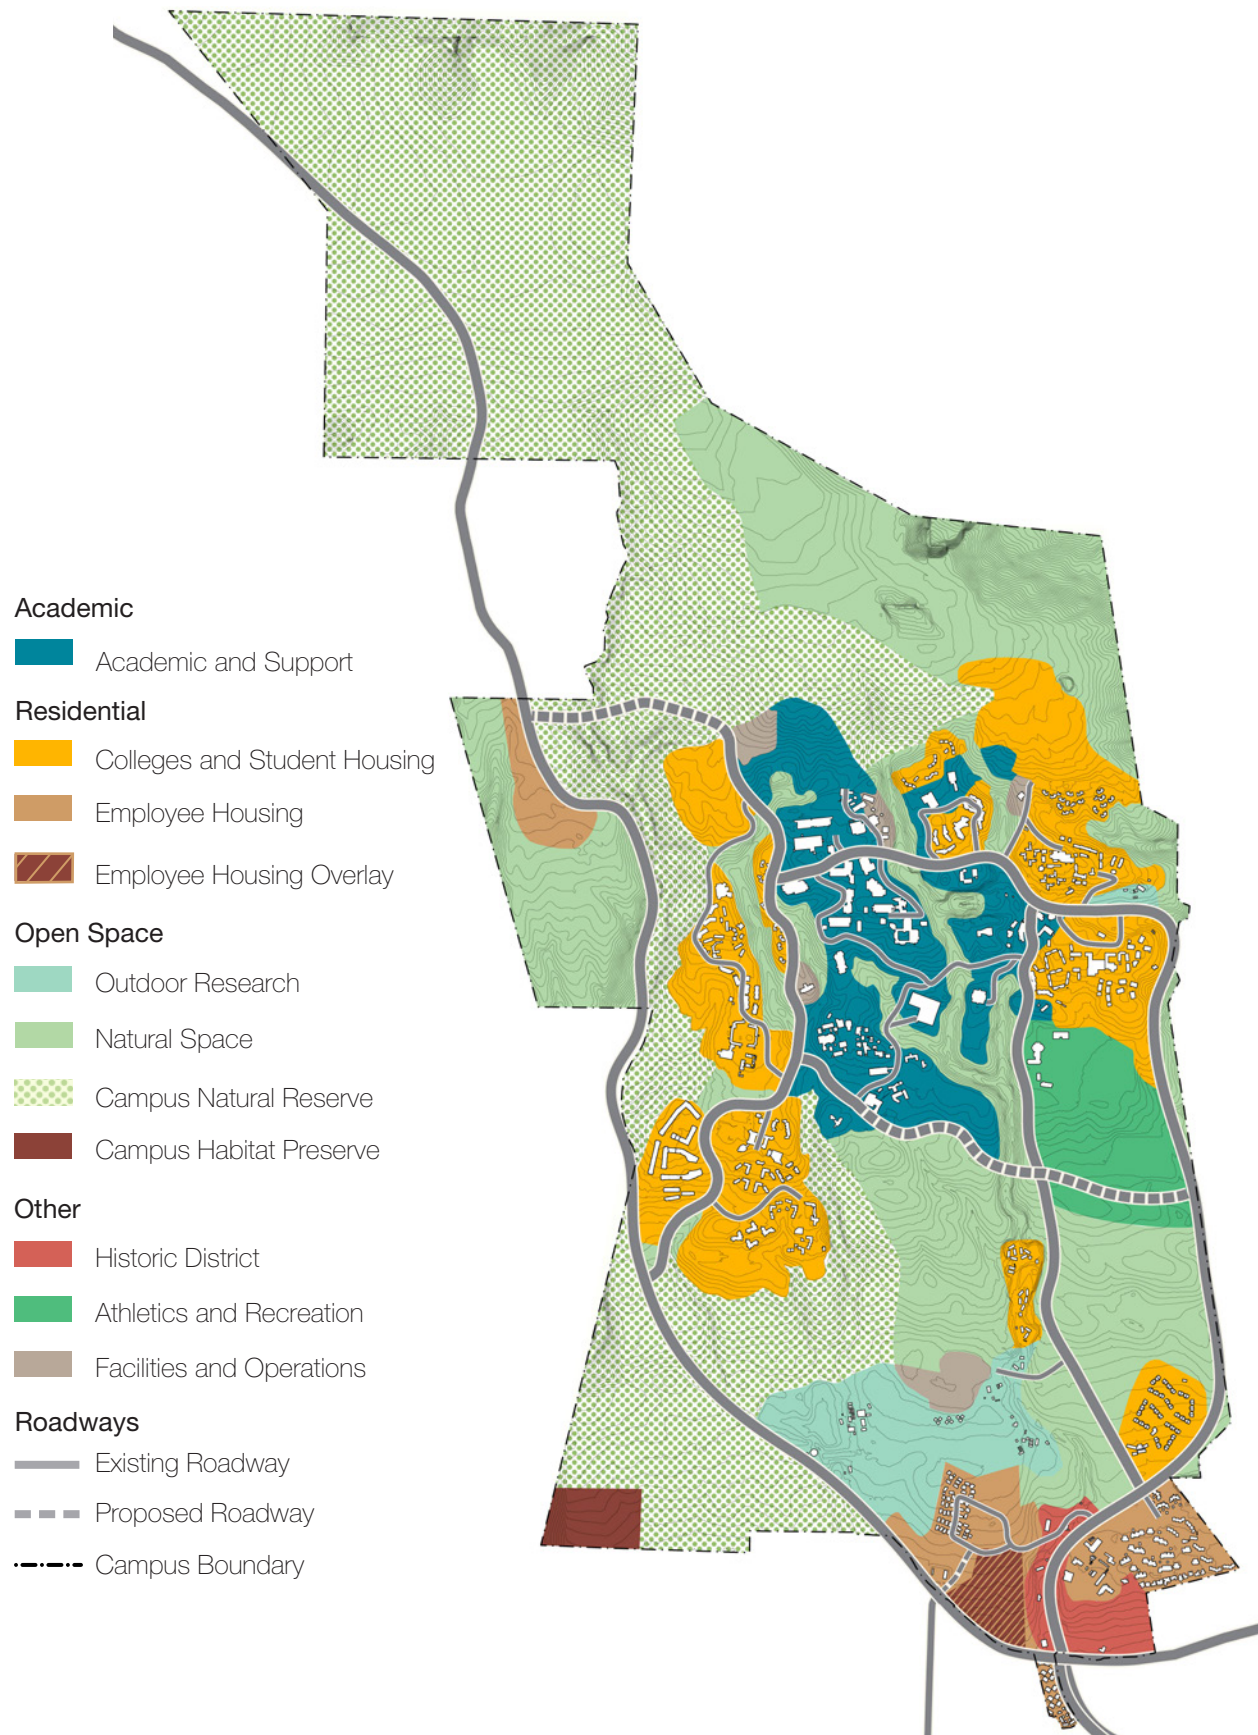 Academic
Academic and Support
Residential
Colleges and Student Housing
Employee Housing
Employee Housing Overlay
Open Space
Outdoor Research
Natural Space
Campus Natural Reserve
Campus Habitat Preserve
Other
Historic District
Athletics and Recreation
Facilities and Operations
Roadways
Existing Roadway
Proposed Roadway
Campus Boundary